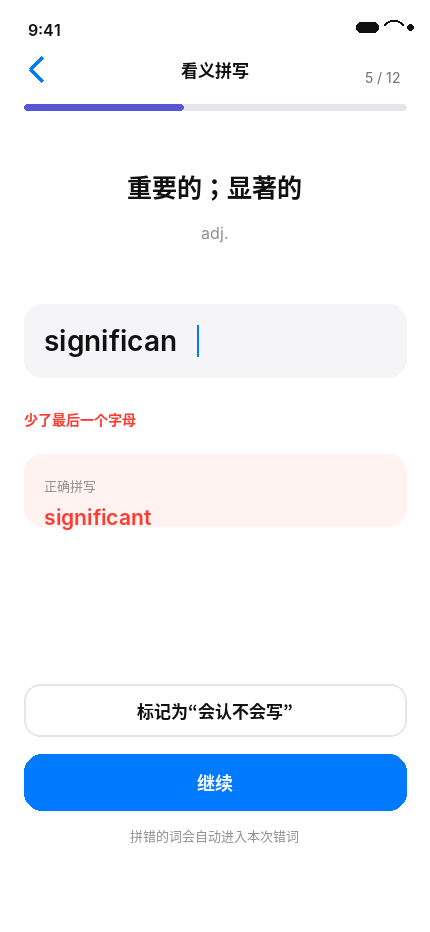 9:41
看义拼写
5 / 12
重要的；显著的
adj.
significan
少了最后一个字母
正确拼写
significant
标记为“会认不会写”
继续
拼错的词会自动进入本次错词